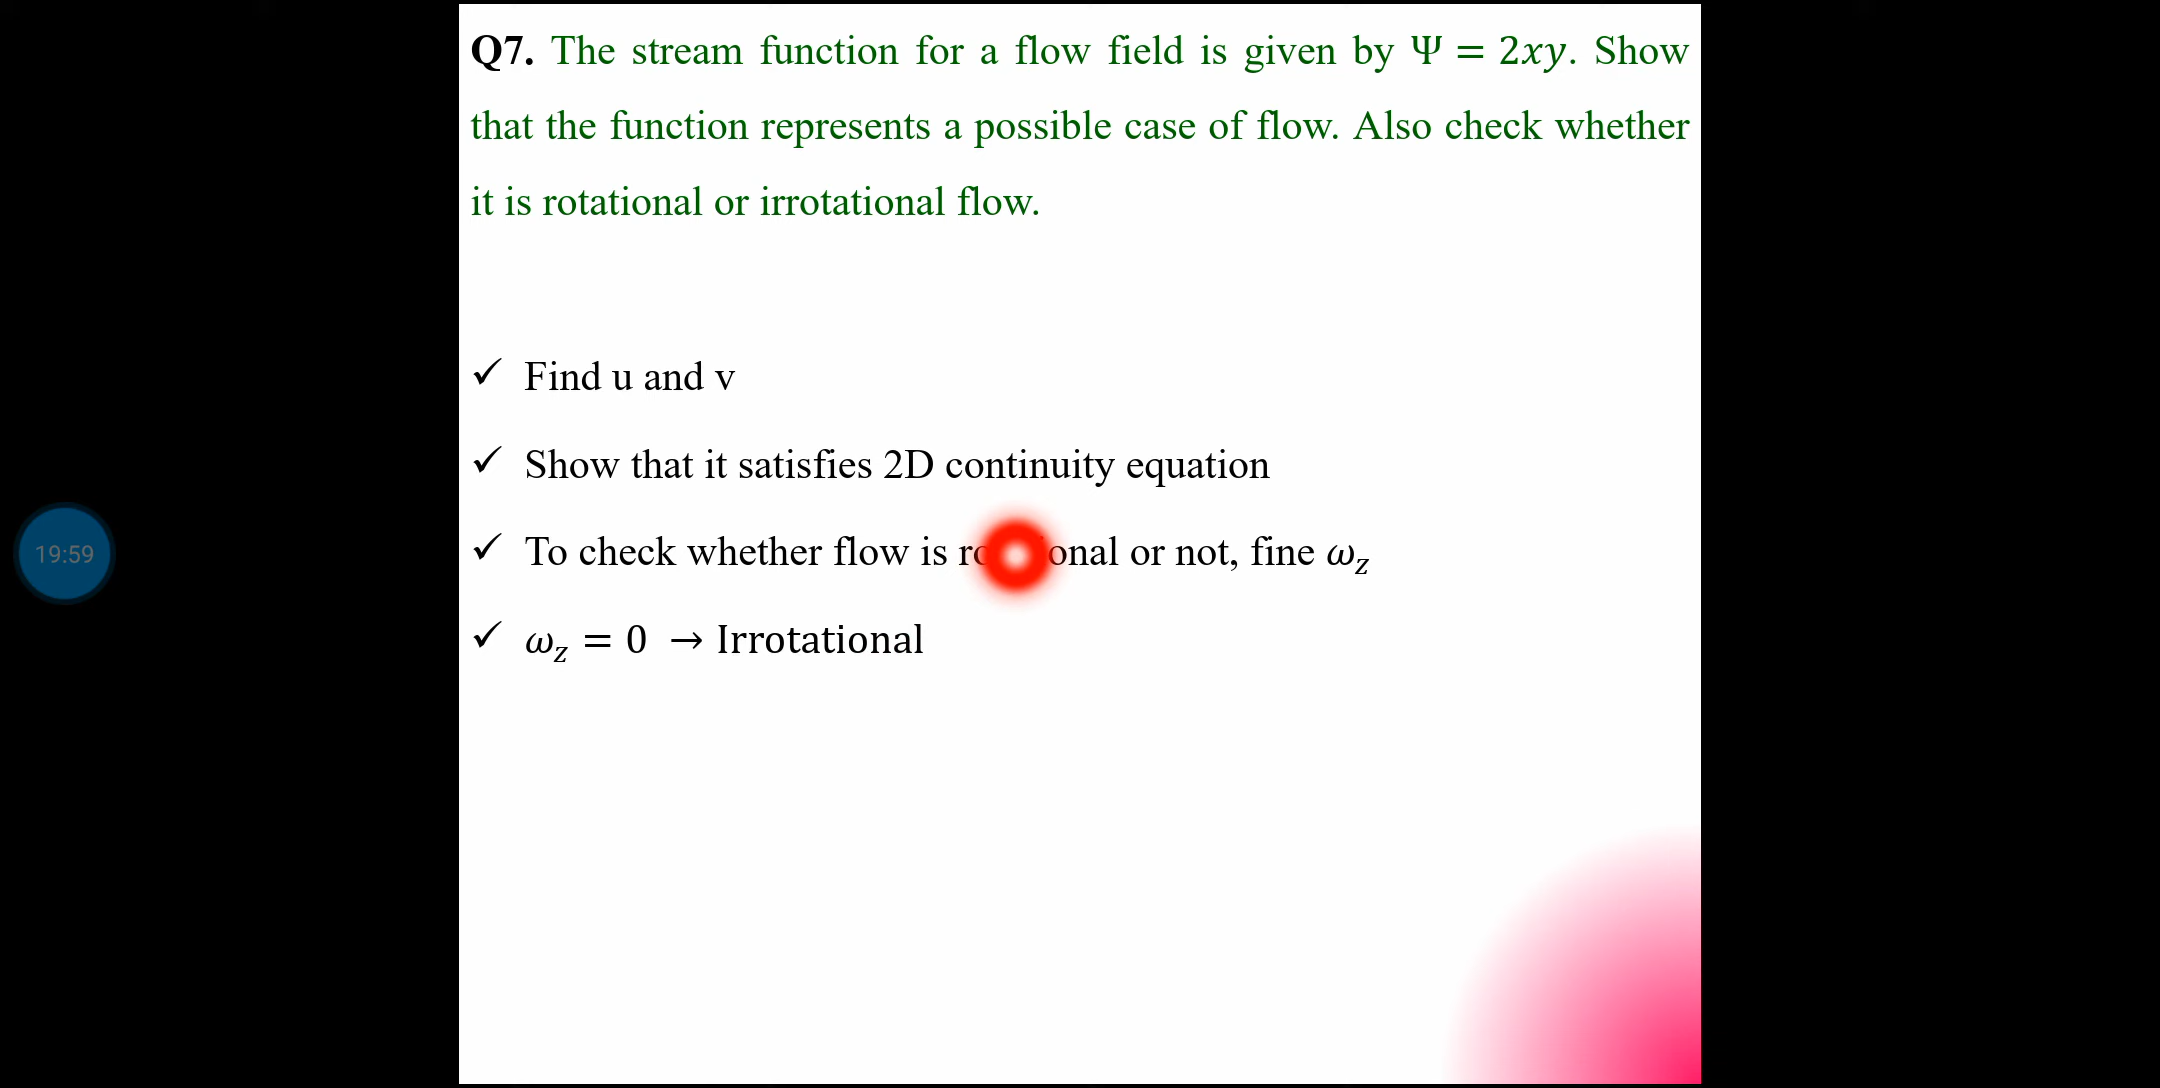 Q7. The stream function for a flow field is given by Ψ = 2xy. Show
that the function represents a possible case of flow. Also check whether
it is rotational or irrotational flow.
✓ Find u and v
✓ Show that it satisfies 2D continuity equation
19:59
✓ To check whether flow is or not, fine ω_z
✓ ω_z = 0 → Irrotational